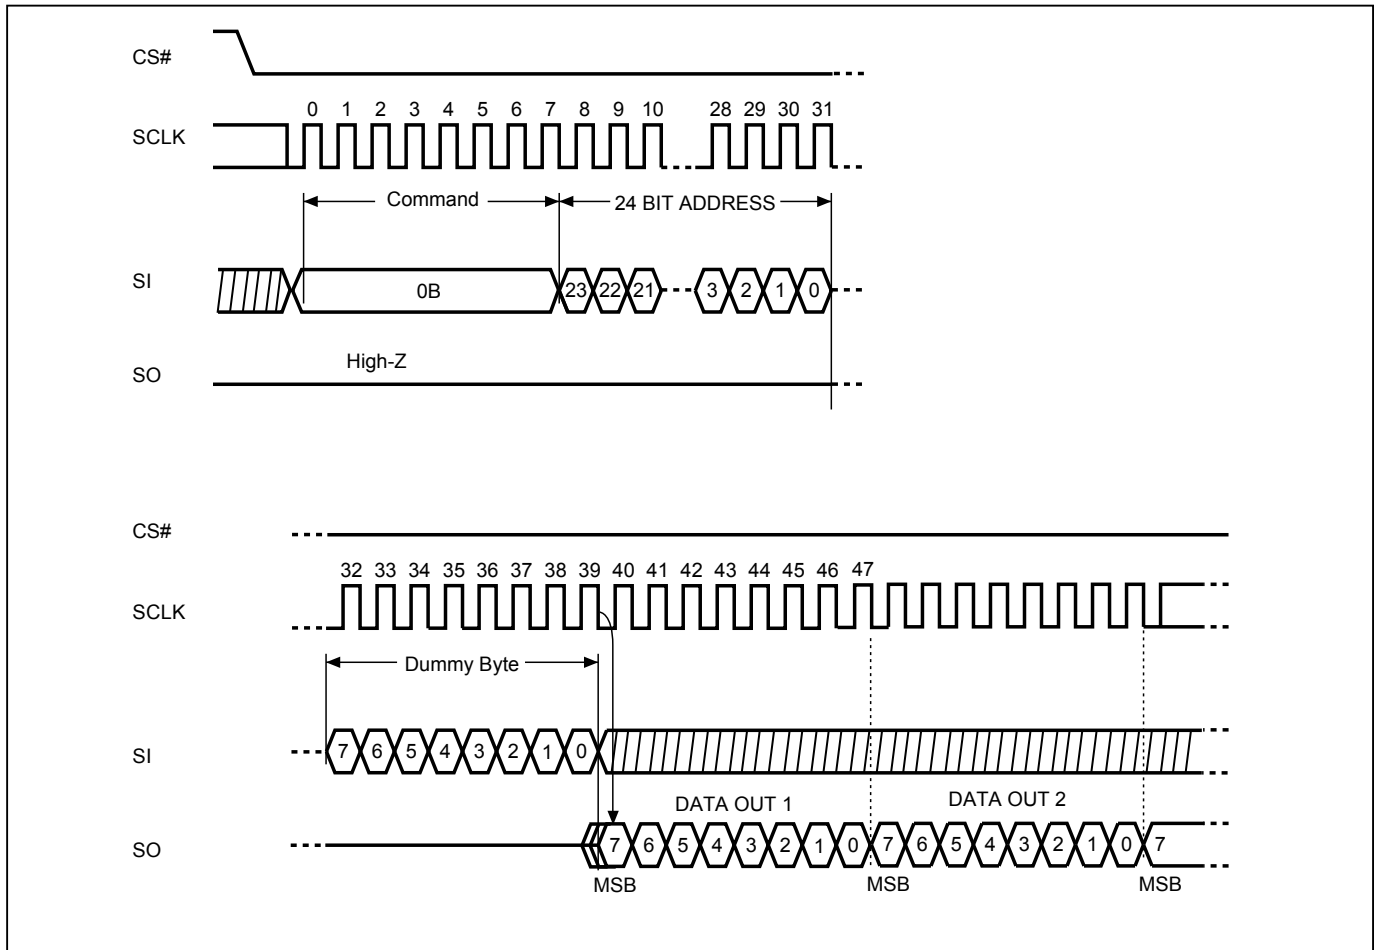 CS#
0 1 2 3 4 5 6 7 8 9 10 28 29 30 31
SCLK
Command 24 BIT ADDRESS
SI 0B 23 22 21 3 2 1 0
High-Z
SO
CS#
32 33 34 35 36 37 38 39 40 41 42 43 44 45 46 47
SCLK
Dummy Byte
SI 7 6 5 4 3 2 1 0
DATA OUT 1 DATA OUT 2
SO 7 6 5 4 3 2 1 0 7 6 5 4 3 2 1 0 7
MSB MSB MSB